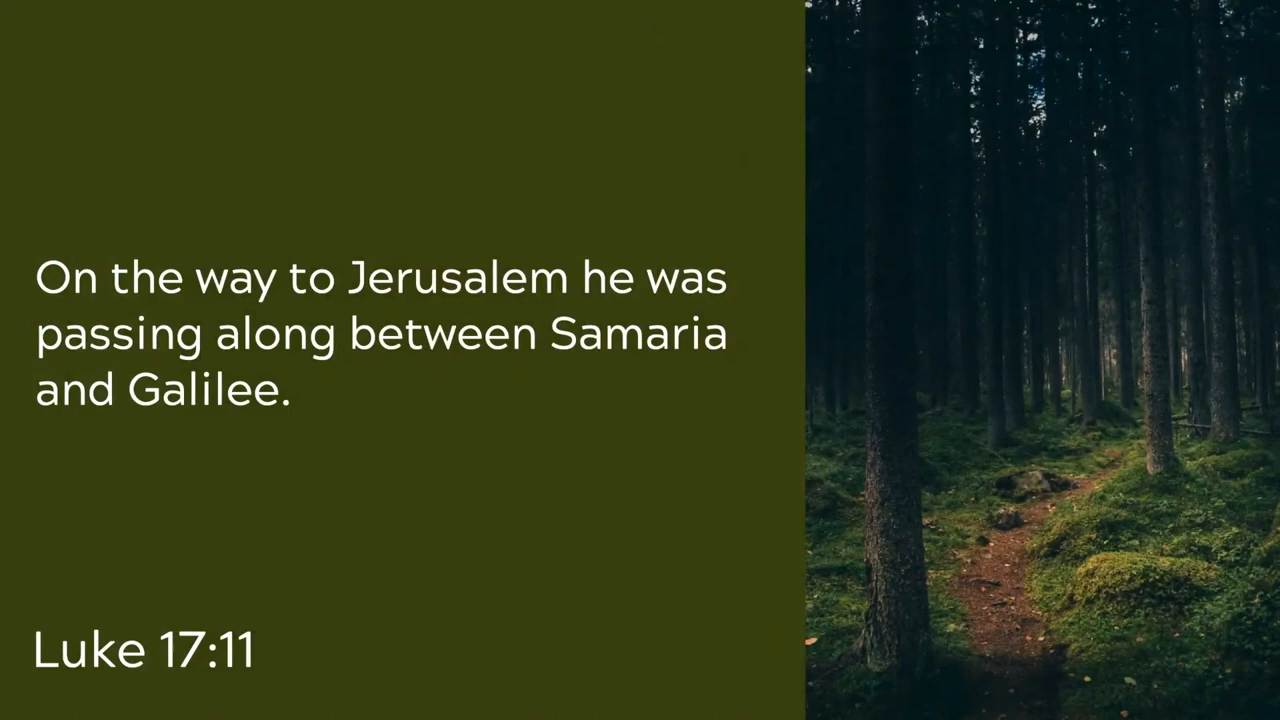 On the way to Jerusalem he was
passing along between Samaria
and Galilee.
Luke 17:11